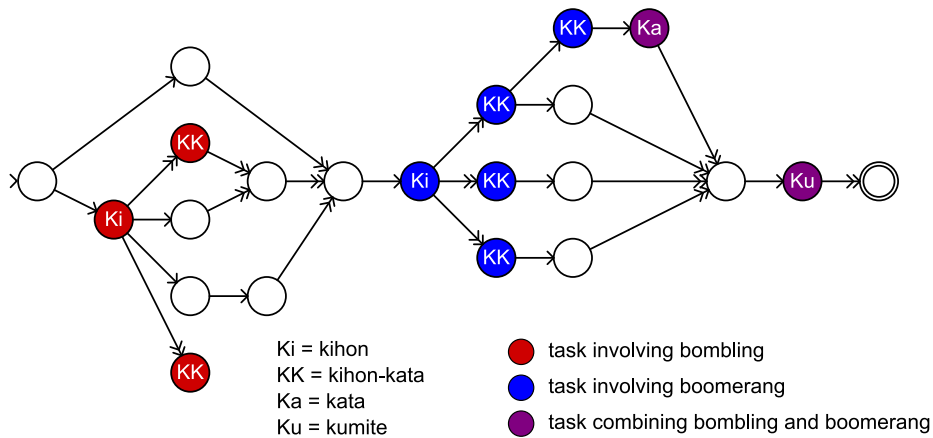 KK
Ka
KK
KK
Ki
KK
Ki
KK
KK
Ki = kihon
KK = kihon-kata
Ka = kata
Ku = kumite
Ku
task involving bombling
task involving boomerang
task combining bombling and boomerang